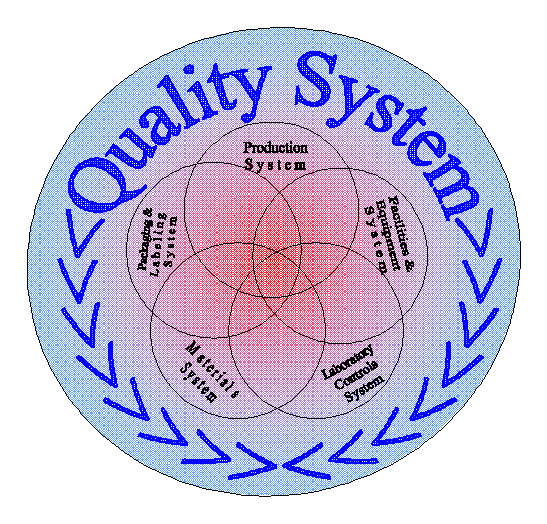 Quality System
Production
System
Facilities &
Equipment
System
Laboratory
Controls
System
Materials
System
Packaging &
Labeling
System